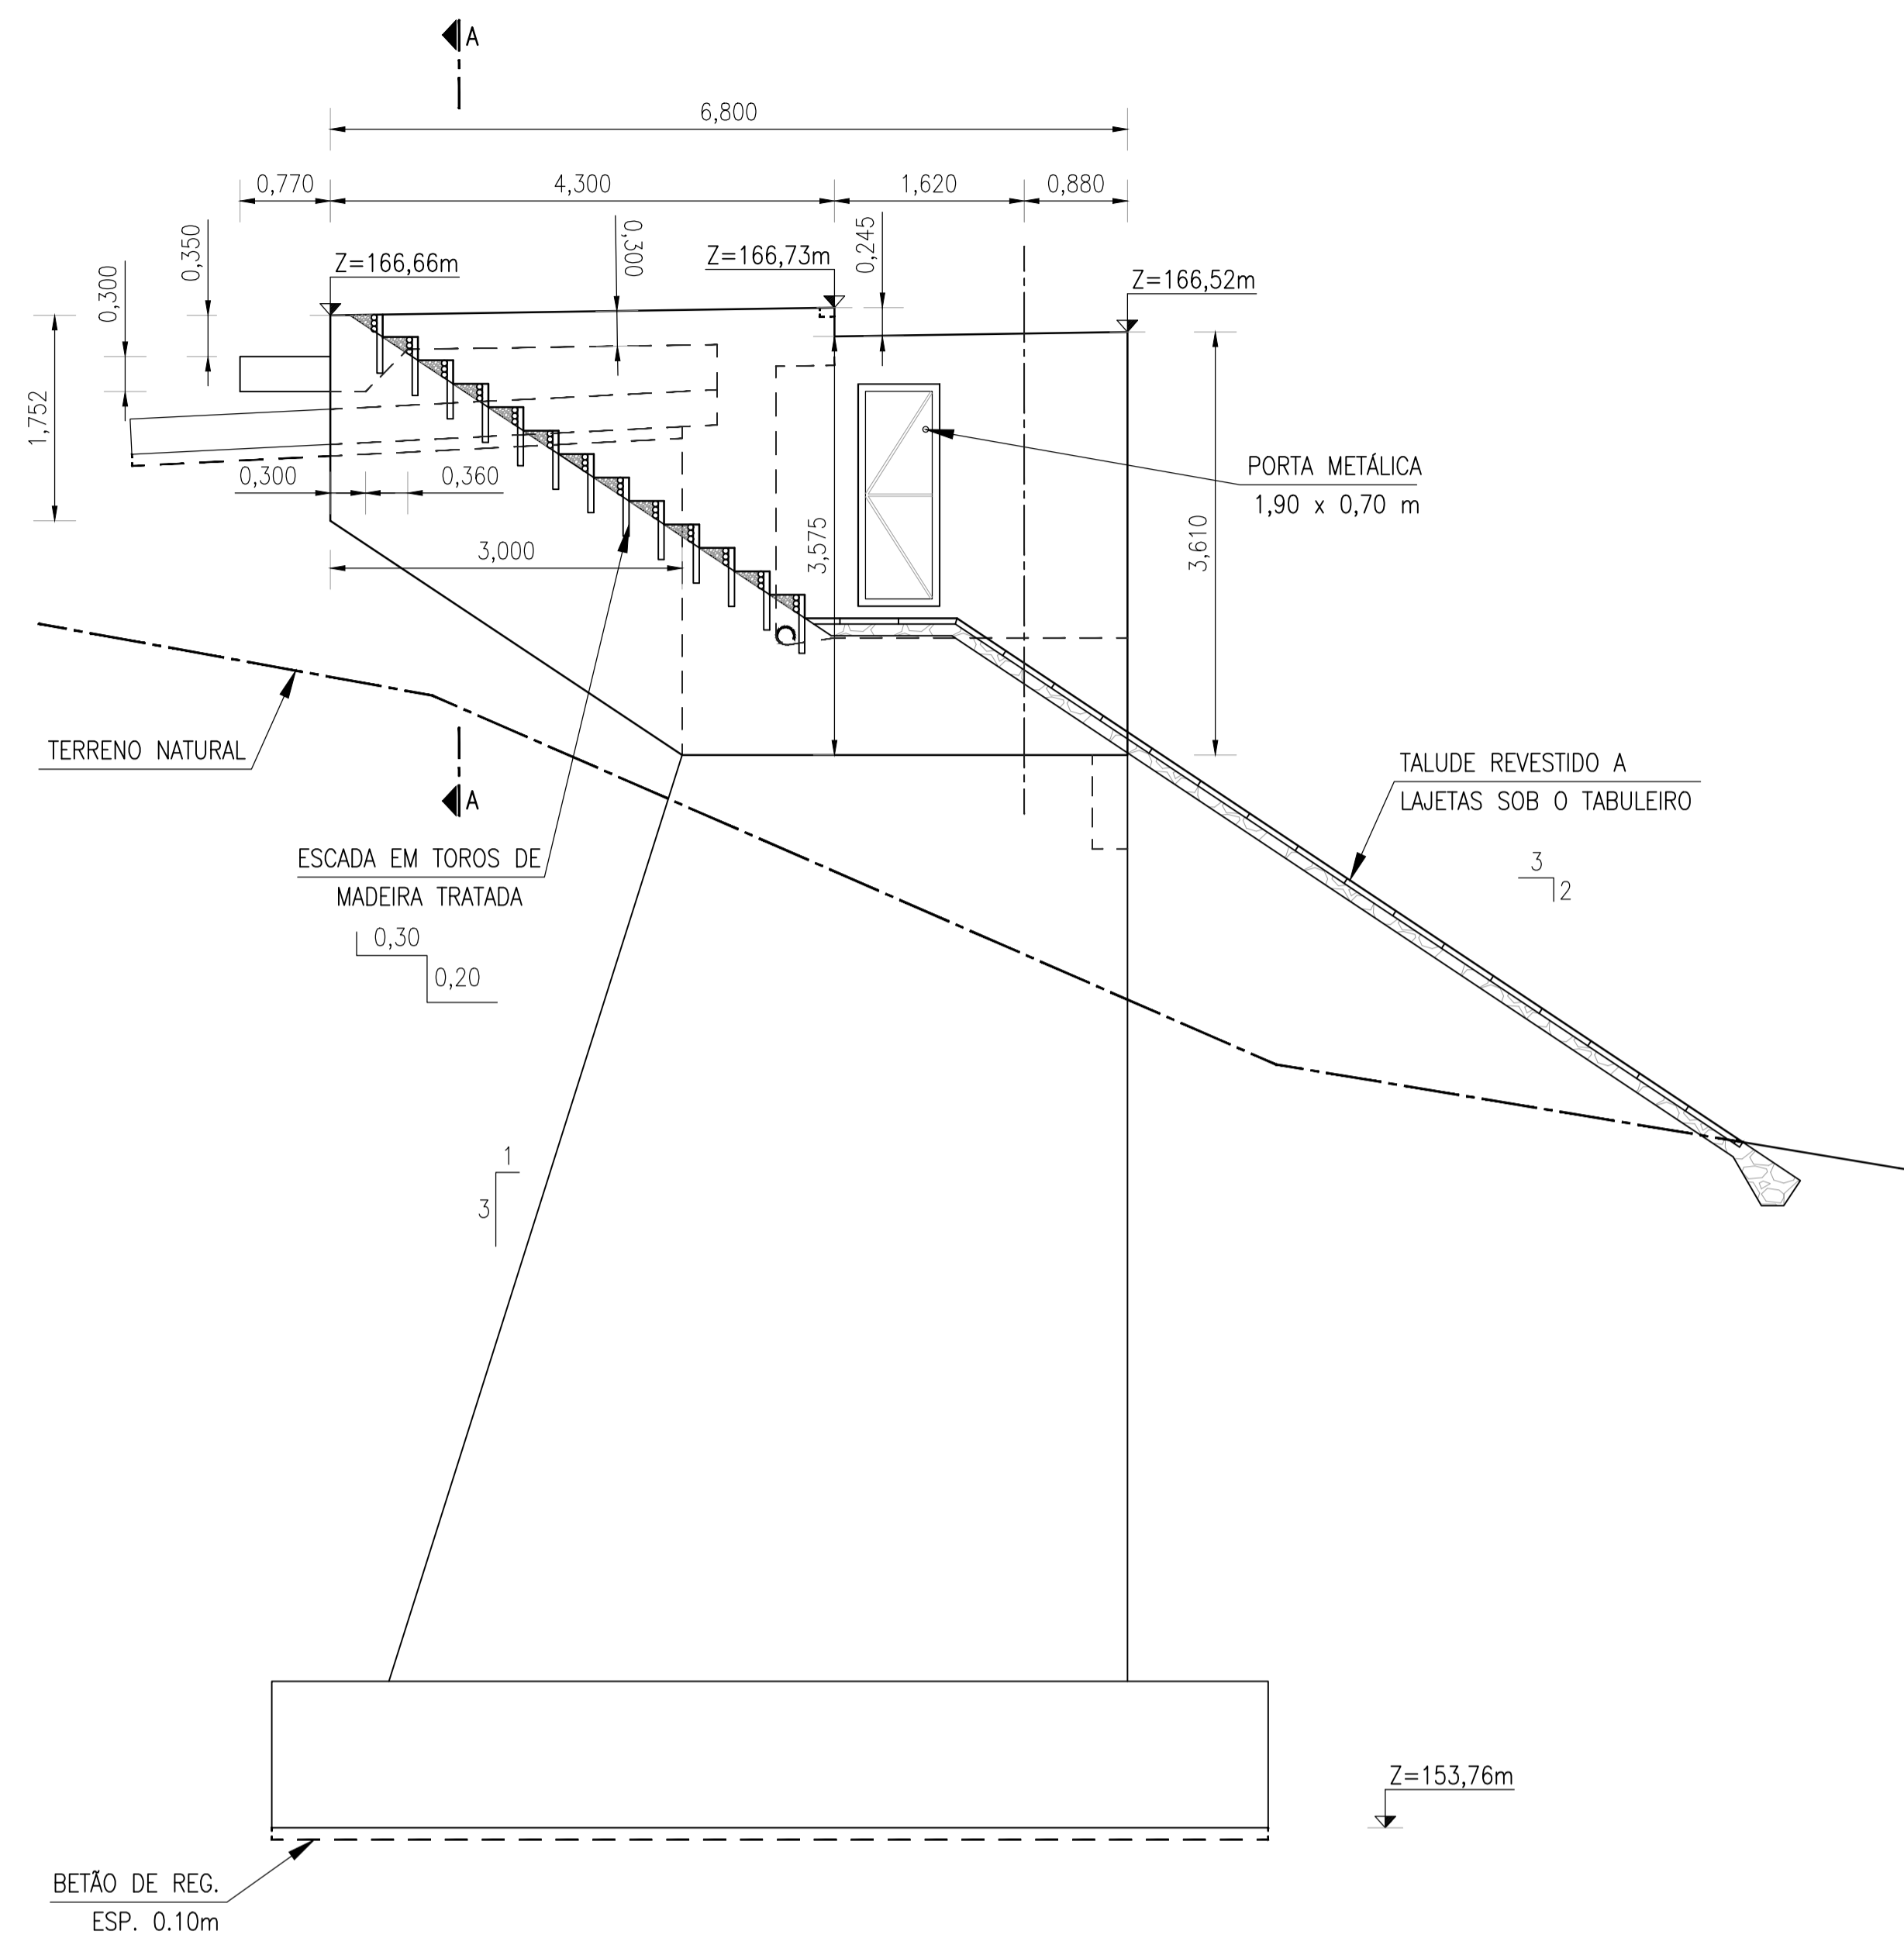 A
6,800
0,770
4,300
1,620
0,880
0,350
0,300
0,245
Z=166,66m
Z=166,73m
Z=166,52m
0,300
1,752
0,300
0,360
PORTA METÁLICA
1,90 x 0,70 m
3,575
3,610
3,000
TERRENO NATURAL
TALUDE REVESTIDO A
LAJETAS SOB O TABULEIRO
A
3
2
ESCADA EM TOROS DE
MADEIRA TRATADA
0,30
0,20
1
3
Z=153,76m
BETÃO DE REG.
ESP. 0.10m